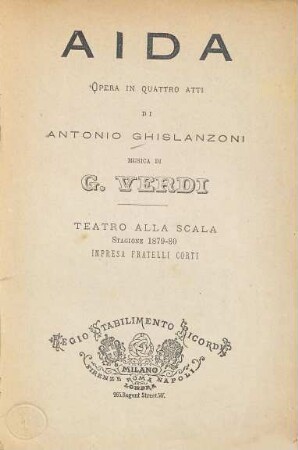 AIDA
OPERA IN QUATTRO ATTI
DI
ANTONIO GHISLANZONI
MUSICA DI
G. VERDI
TEATRO ALLA SCALA
STAGIONE 1879-80
IMPRESA FRATELLI CORTI
REGIO STABILIMENTO RICORDI
MILANO
FIRENZE ROMA NAPOLI
LONDRA
265, Regent Street W.